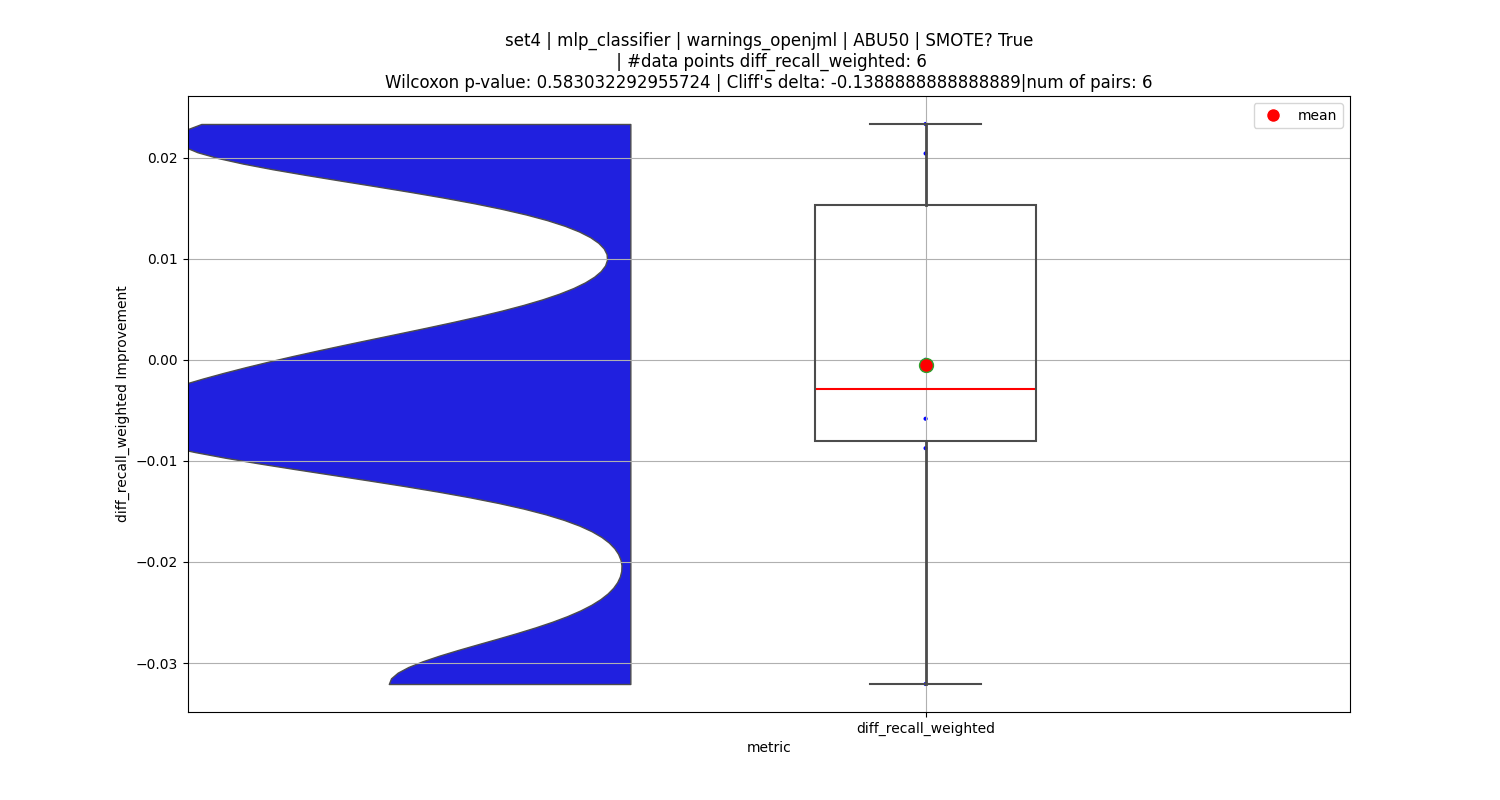 set4 | mlp_classifier | warnings_openjml | ABU50 | SMOTE? True
| #data points diff_recall_weighted: 6
Wilcoxon p-value: 0.583032292955724 | Cliff's delta: -0.1388888888888889|num of pairs: 6
mean
0.02
0.01
0.00
−0.01
−0.02
−0.03
diff_recall_weighted Improvement
diff_recall_weighted
metric